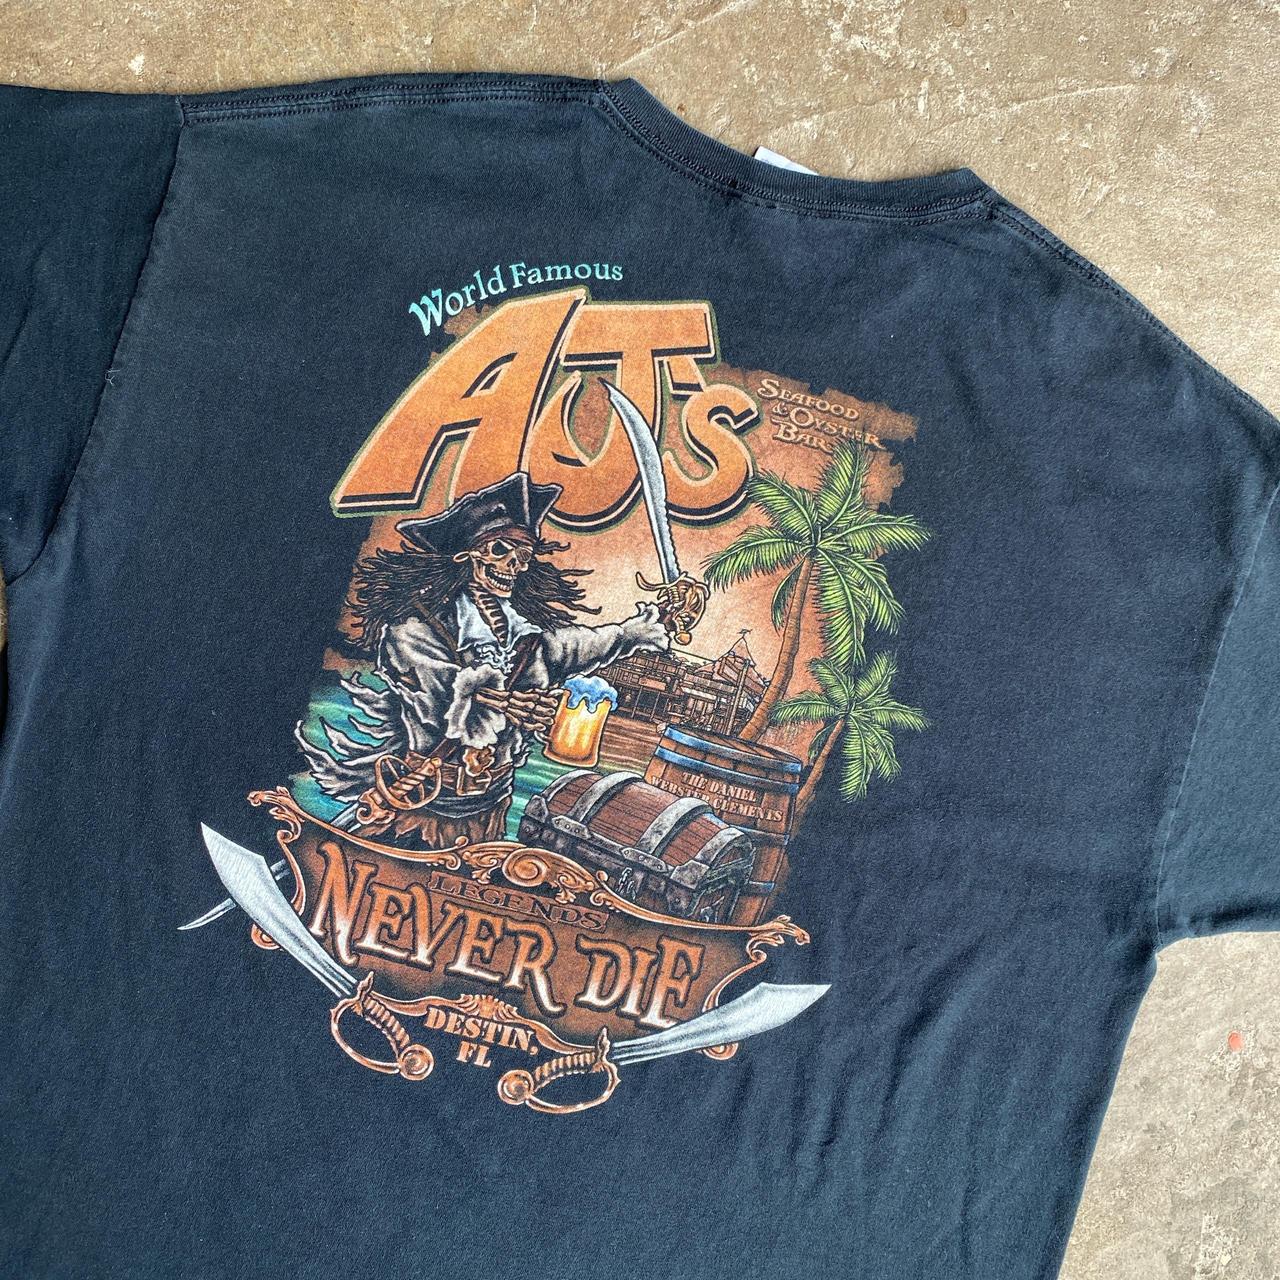 World Famous
AJ's
Seafood
& Oyster
Bar
THE DANIEL
WEBSTER CLEMENTS
LEGENDS
NEVER DIE
DESTIN,
FL